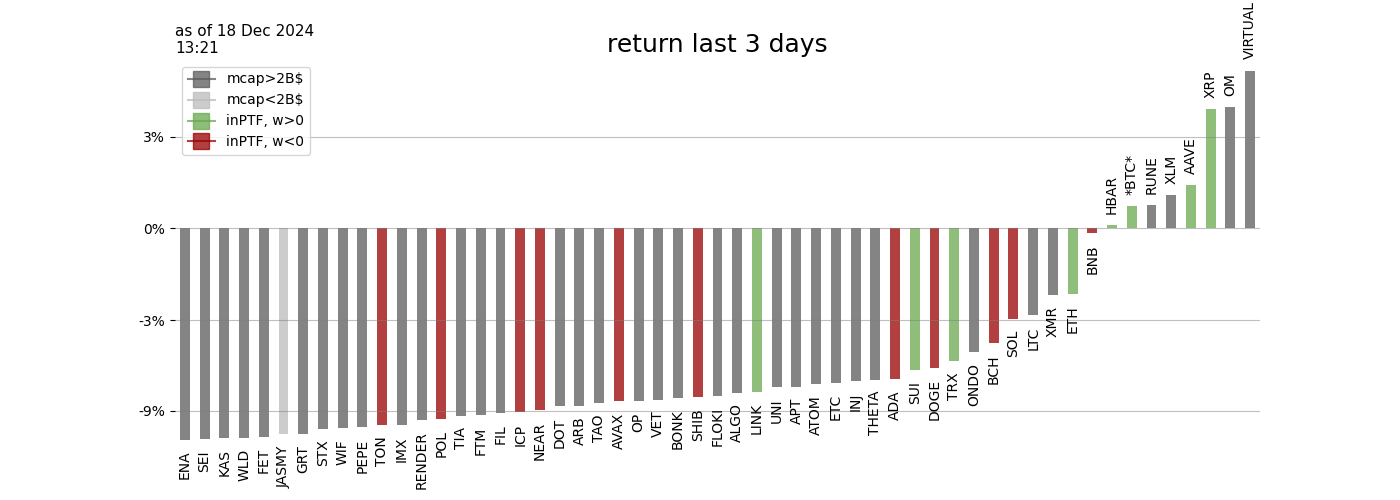 as of 18 Dec 2024
13:21
return last 3 days
mcap>2B$
mcap<2B$
inPTF, w>0
inPTF, w<0
3%
0%
-3%
-9%
ENA
SEI
KAS
WLD
FET
JASMY
GRT
STX
WIF
PEPE
TON
IMX
RENDER
POL
TIA
FTM
FIL
ICP
NEAR
DOT
ARB
TAO
AVAX
OP
VET
BONK
SHIB
FLOKI
ALGO
LINK
UNI
APT
ATOM
ETC
INJ
THETA
ADA
SUI
DOGE
TRX
ONDO
BCH
SOL
LTC
XMR
ETH
BNB
HBAR
*BTC*
RUNE
XLM
AAVE
XRP
OM
VIRTUAL